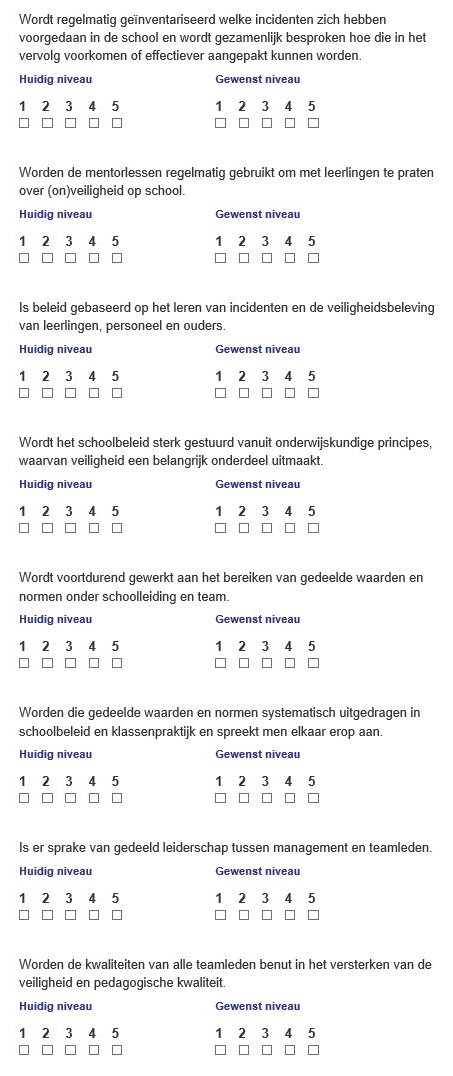 Wordt regelmatig geïnventariseerd welke incidenten zich hebben
voorgedaan in de school en wordt gezamenlijk besproken hoe die in het
vervolg voorkomen of effectiever aangepakt kunnen worden.
Huidig niveau Gewenst niveau
1 2 3 4 5 1 2 3 4 5
Worden de mentorlessen regelmatig gebruikt om met leerlingen te praten
over (on)veiligheid op school.
Huidig niveau Gewenst niveau
1 2 3 4 5 1 2 3 4 5
Is beleid gebaseerd op het leren van incidenten en de veiligheidsbeleving
van leerlingen, personeel en ouders.
Huidig niveau Gewenst niveau
1 2 3 4 5 1 2 3 4 5
Wordt het schoolbeleid sterk gestuurd vanuit onderwijskundige principes,
waarvan veiligheid een belangrijk onderdeel uitmaakt.
Huidig niveau Gewenst niveau
1 2 3 4 5 1 2 3 4 5
Wordt voortdurend gewerkt aan het bereiken van gedeelde waarden en
normen onder schoolleiding en team.
Huidig niveau Gewenst niveau
1 2 3 4 5 1 2 3 4 5
Worden die gedeelde waarden en normen systematisch uitgedragen in
schoolbeleid en klassenpraktijk en spreekt men elkaar erop aan.
Huidig niveau Gewenst niveau
1 2 3 4 5 1 2 3 4 5
Is er sprake van gedeeld leiderschap tussen management en teamleden.
Huidig niveau Gewenst niveau
1 2 3 4 5 1 2 3 4 5
Worden de kwaliteiten van alle teamleden benut in het versterken van de
veiligheid en pedagogische kwaliteit.
Huidig niveau Gewenst niveau
1 2 3 4 5 1 2 3 4 5